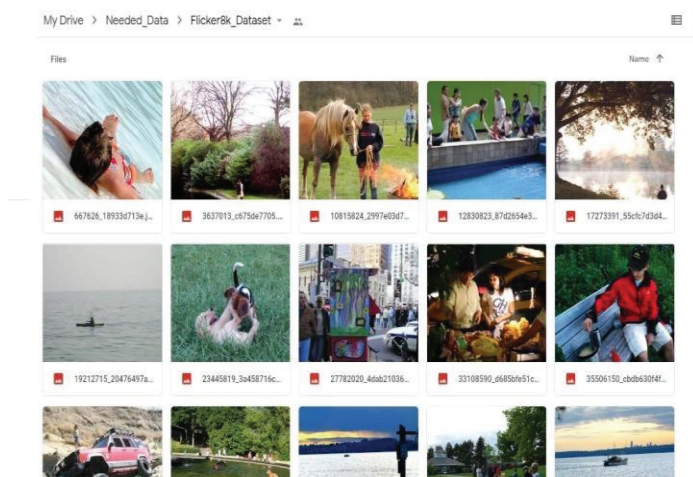 My Drive > Needed_Data > Flicker8k_Dataset
Files
Name ↑
667626_18933d713e.j...
3637013_c675de7705....
10815824_2997e03d7...
12830823_87d2654e3...
17273391_55cfc7d3d4...
19212715_20476497a...
23445819_3a458716c...
27782020_4dab21036...
33108590_d685bfe51c...
35506150_cbdb630f4f...